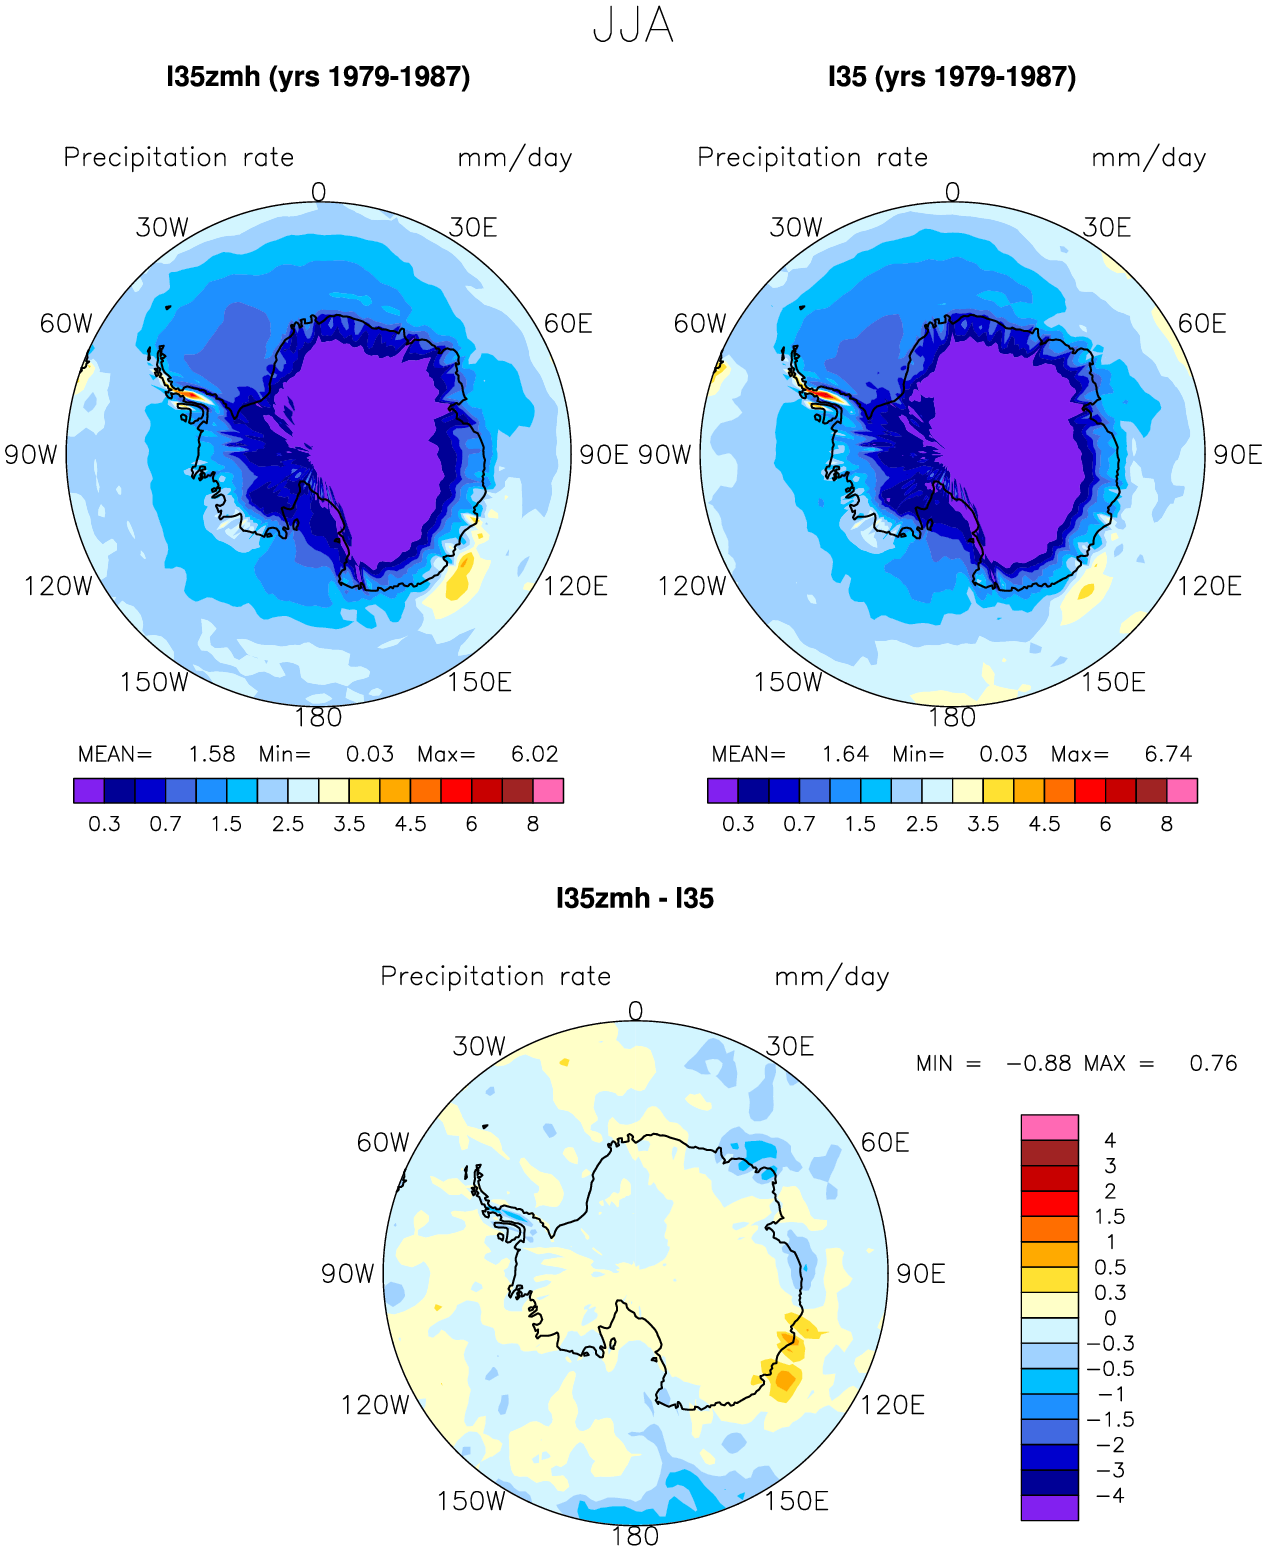 JJA
l35zmh (yrs 1979-1987)
l35 (yrs 1979-1987)
Precipitation rate mm/day
Precipitation rate mm/day
0
30W 30E
60W 60E
90W 90E
120W 120E
150W 150E
180
0
30W 30E
60W 60E
90W 90E
120W 120E
150W 150E
180
MEAN= 1.58 Min= 0.03 Max= 6.02
0.3 0.7 1.5 2.5 3.5 4.5 6 8
MEAN= 1.64 Min= 0.03 Max= 6.74
0.3 0.7 1.5 2.5 3.5 4.5 6 8
l35zmh - l35
Precipitation rate mm/day
0
30W 30E
60W 60E
90W 90E
120W 120E
150W 150E
180
MIN = -0.88 MAX = 0.76
4
3
2
1.5
1
0.5
0.3
0
-0.3
-0.5
-1
-1.5
-2
-3
-4